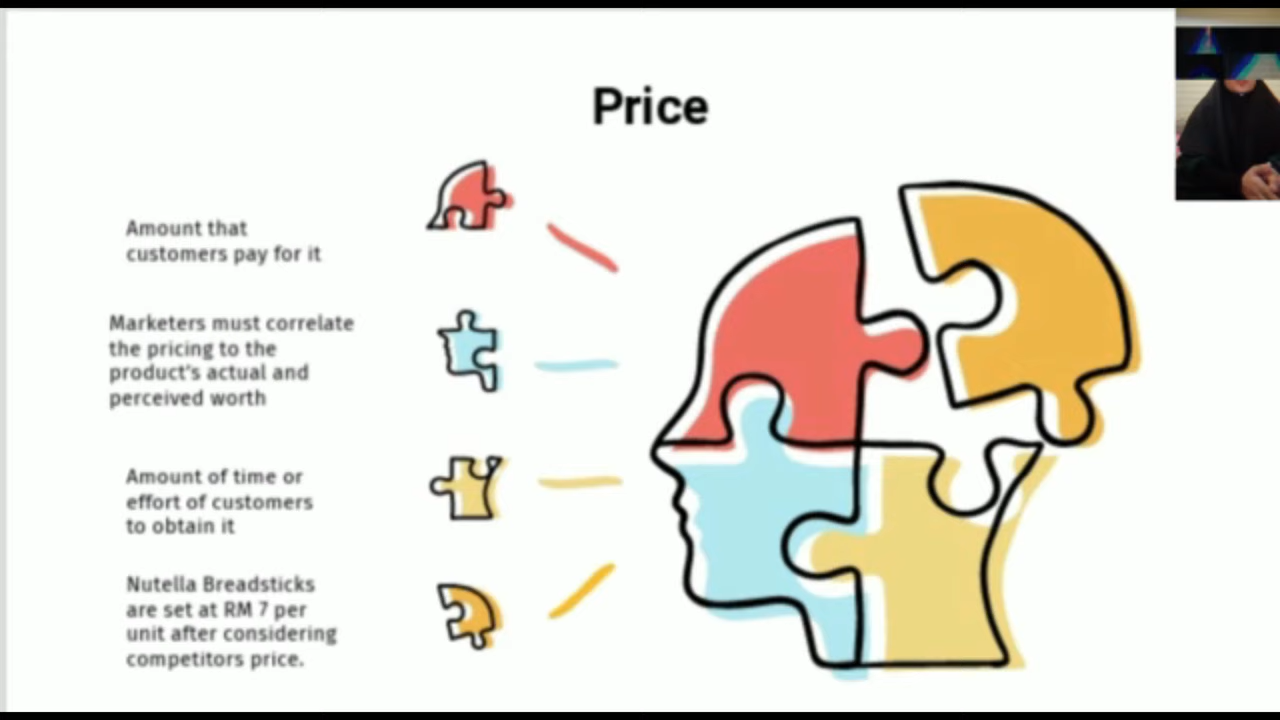 Price
Amount that
customers pay for it
Marketers must correlate
the pricing to the
product's actual and
perceived worth
Amount of time or
effort of customers
to obtain it
Nutella Breadsticks
are set at RM 7 per
unit after considering
competitors price.